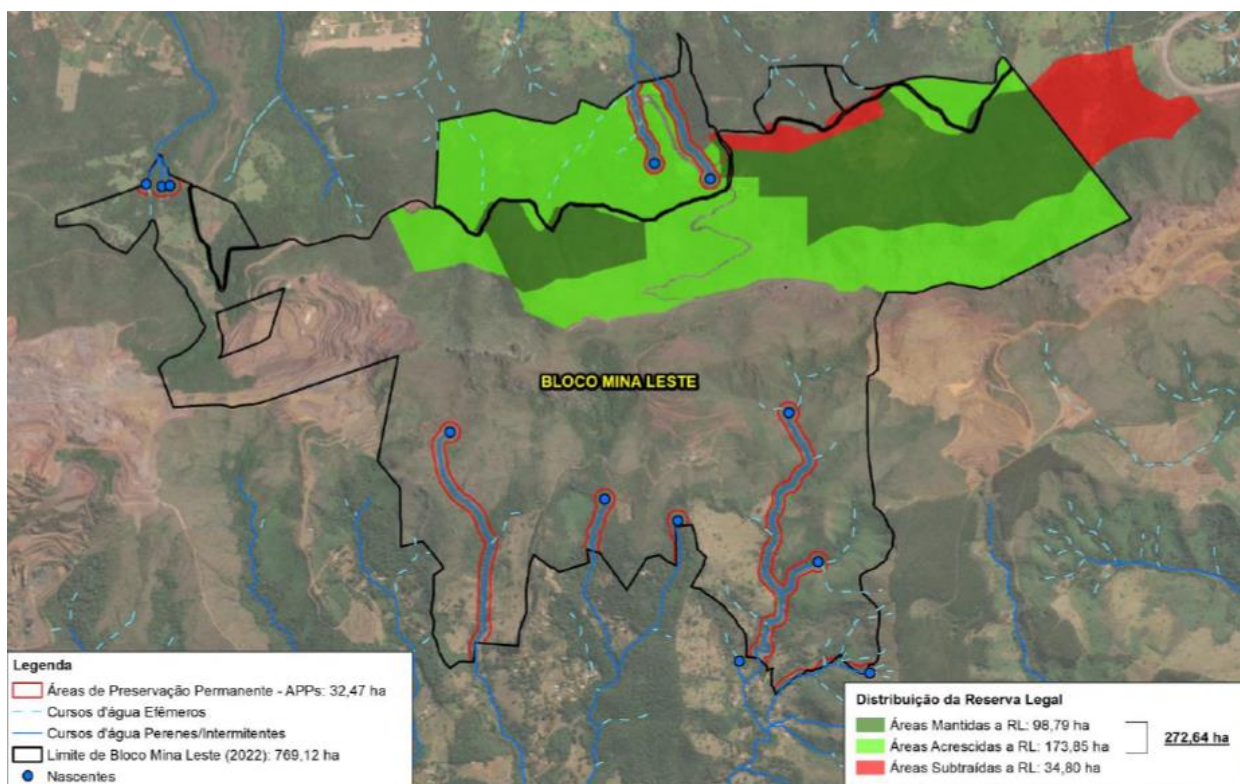 BLOCO MINA LESTE
Legenda
Áreas de Preservação Permanente - APPs: 32,47 ha
Cursos d'água Efêmeros
Cursos d'água Perenes/Intermitentes
Limite de Bloco Mina Leste (2022): 769,12 ha
Nascentes
Distribuição da Reserva Legal
Áreas Mantidas a RL: 98,79 ha
Áreas Acrescidas a RL: 173,85 ha
272,64 ha
Áreas Subtraídas a RL: 34,80 ha